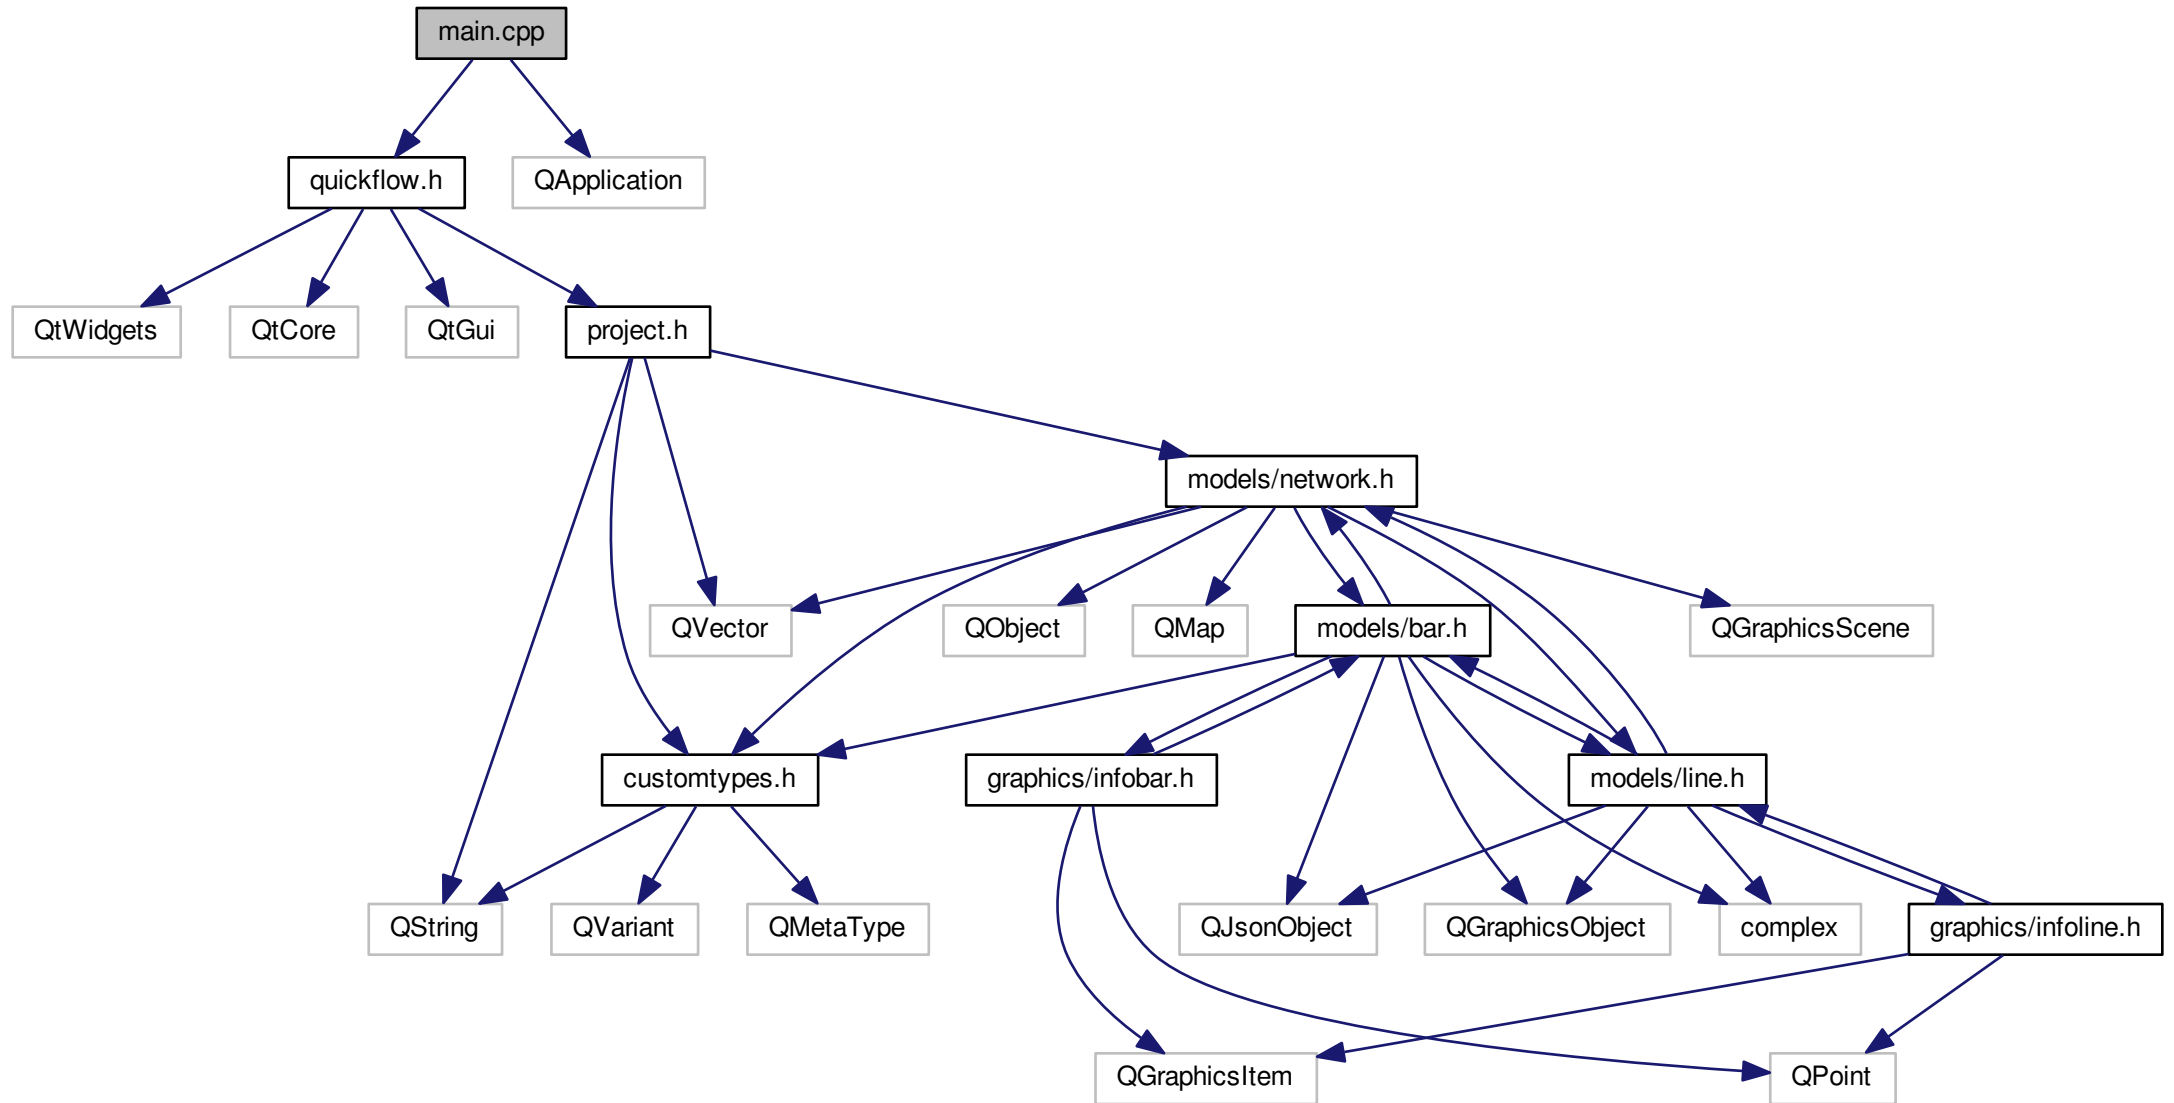 main.cpp
quickflow.h
QApplication
QtWidgets
QtCore
QtGui
project.h
models/network.h
QVector
QObject
QMap
models/bar.h
QGraphicsScene
customtypes.h
graphics/infobar.h
models/line.h
QString
QVariant
QMetaType
QJsonObject
QGraphicsObject
complex
graphics/infoline.h
QGraphicsItem
QPoint